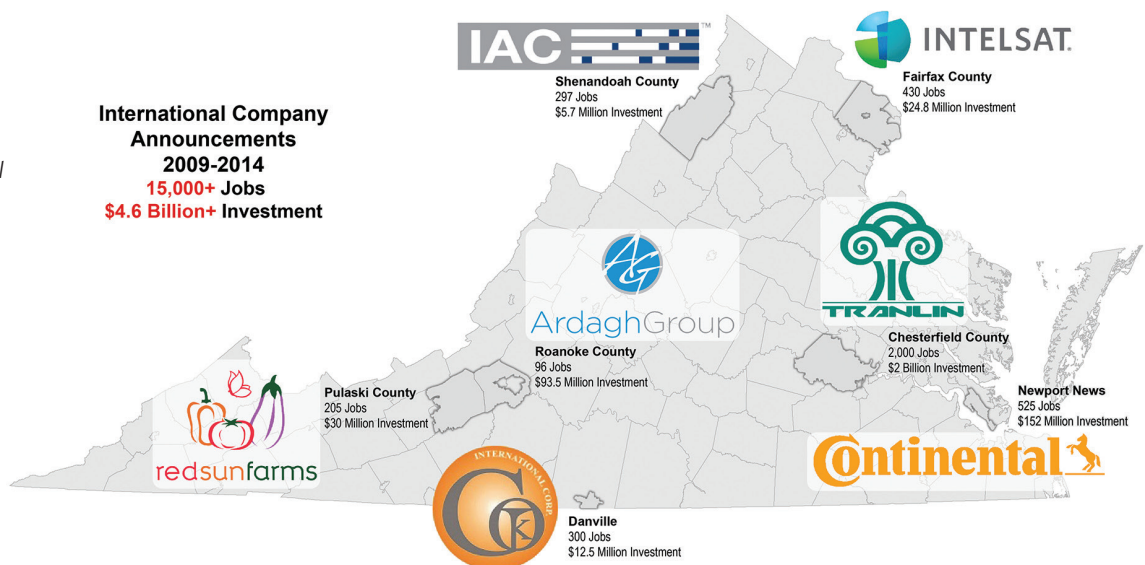 IAC
™
INTELSAT.
Shenandoah County
297 Jobs
$5.7 Million Investment
Fairfax County
430 Jobs
$24.8 Million Investment
International Company
Announcements
2009-2014
15,000+ Jobs
$4.6 Billion+ Investment
AG
ArdaghGroup
TRANLIN
Roanoke County
96 Jobs
$93.5 Million Investment
Chesterfield County
2,000 Jobs
$2 Billion Investment
Pulaski County
205 Jobs
$30 Million Investment
Newport News
525 Jobs
$152 Million Investment
redsunfarms
Continental
INTERNATIONAL CORP.
GOK
Danville
300 Jobs
$12.5 Million Investment